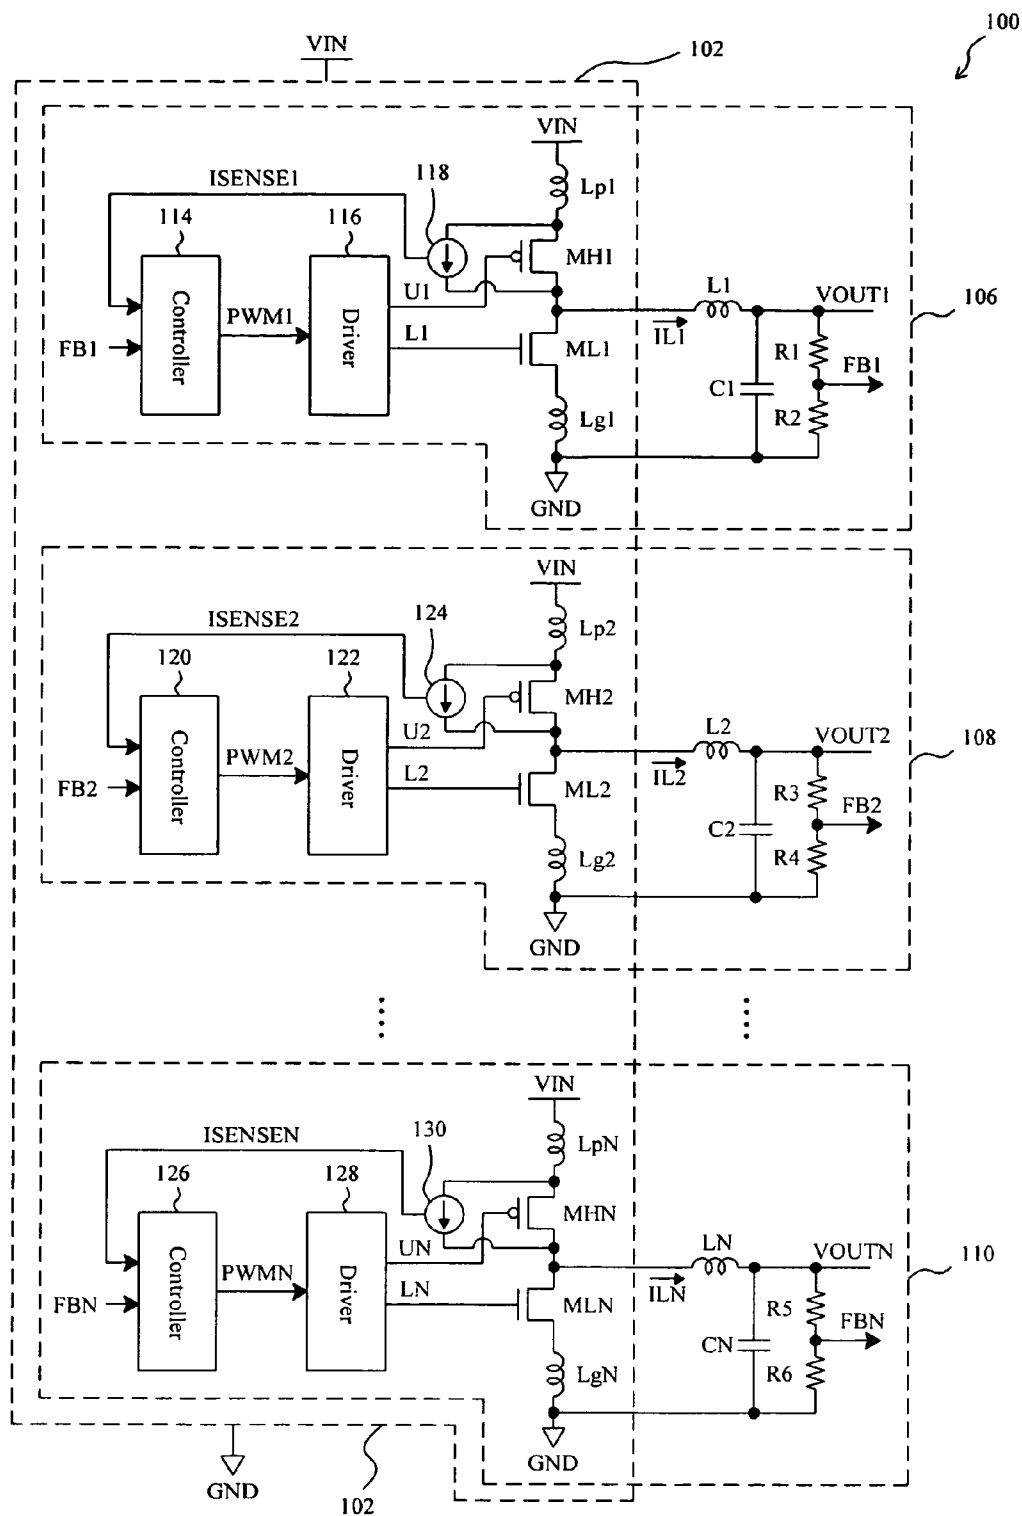 100
VIN
102
VIN
Lp1
ISENSE1
118
114
116
MH1
U1
L1
VOUT1
106
Controller
PWM1
Driver
L1
IL1
R1
FB1
ML1
FB1
C1
R2
Lg1
GND
VIN
Lp2
ISENSE2
124
120
122
MH2
U2
L2
VOUT2
108
Controller
PWM2
Driver
L2
IL2
R3
FB2
ML2
FB2
C2
R4
Lg2
GND
VIN
LpN
ISENSEN
130
126
128
MHN
UN
LN
VOUTN
110
Controller
PWMN
Driver
LN
ILN
R5
FBN
MLN
FBN
CN
R6
LgN
GND
GND
102